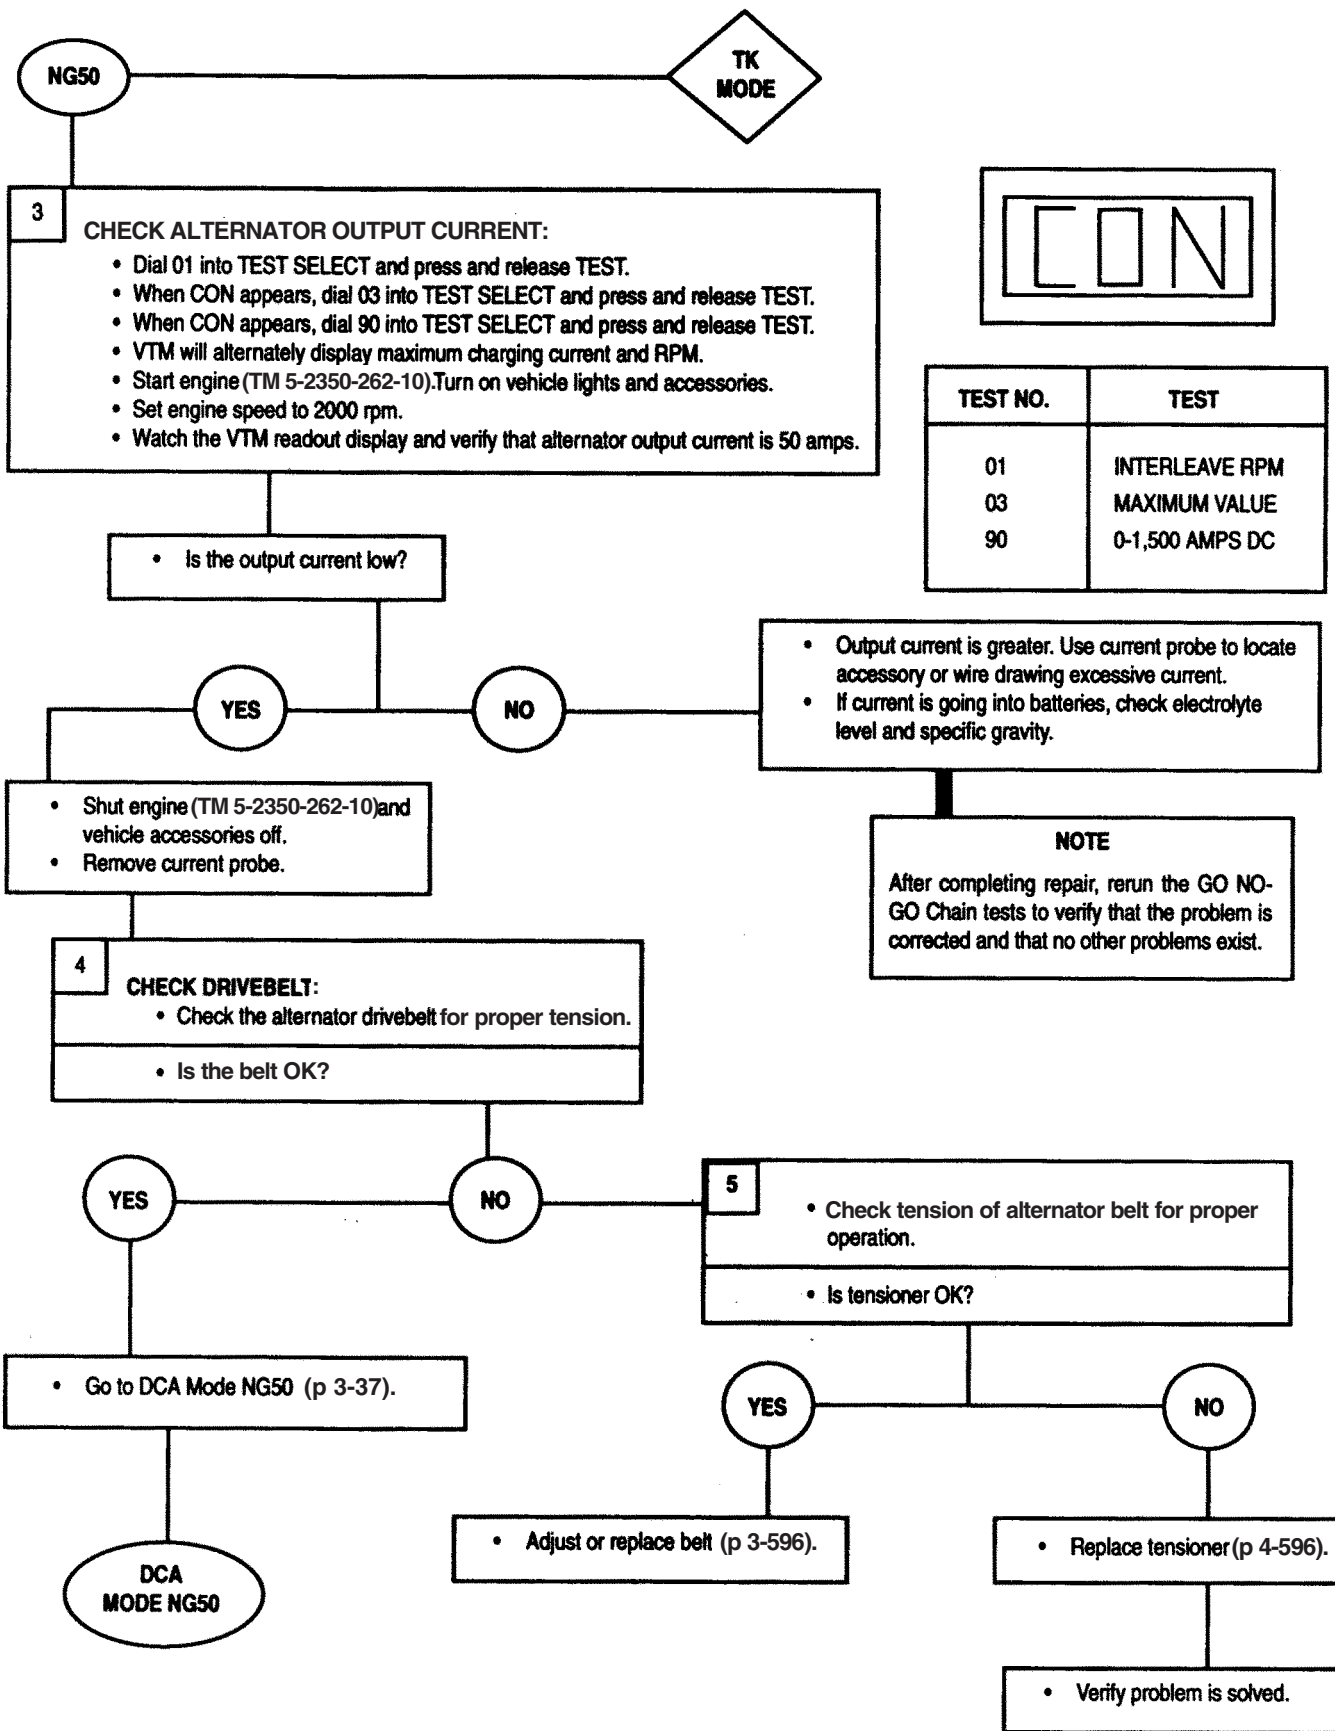 NG50
TK
MODE
3
CHECK ALTERNATOR OUTPUT CURRENT:
• Dial 01 into TEST SELECT and press and release TEST.
• When CON appears, dial 03 into TEST SELECT and press and release TEST.
• When CON appears, dial 90 into TEST SELECT and press and release TEST.
• VTM will alternately display maximum charging current and RPM.
• Start engine (TM 5-2350-262-10).Turn on vehicle lights and accessories.
• Set engine speed to 2000 rpm.
• Watch the VTM readout display and verify that alternator output current is 50 amps.
CON
TEST NO. TEST
01 INTERLEAVE RPM
03 MAXIMUM VALUE
90 0-1,500 AMPS DC
• Is the output current low?
YES
NO
• Output current is greater. Use current probe to locate
accessory or wire drawing excessive current.
• If current is going into batteries, check electrolyte
level and specific gravity.
• Shut engine (TM 5-2350-262-10)and
vehicle accessories off.
• Remove current probe.
NOTE
After completing repair, rerun the GO NO-
GO Chain tests to verify that the problem is
corrected and that no other problems exist.
4
CHECK DRIVEBELT:
• Check the alternator drivebelt for proper tension.
• Is the belt OK?
YES
NO
5
• Check tension of alternator belt for proper
operation.
• Is tensioner OK?
• Go to DCA Mode NG50 (p 3-37).
YES
NO
DCA
MODE NG50
• Adjust or replace belt (p 3-596).
• Replace tensioner (p 4-596).
• Verify problem is solved.